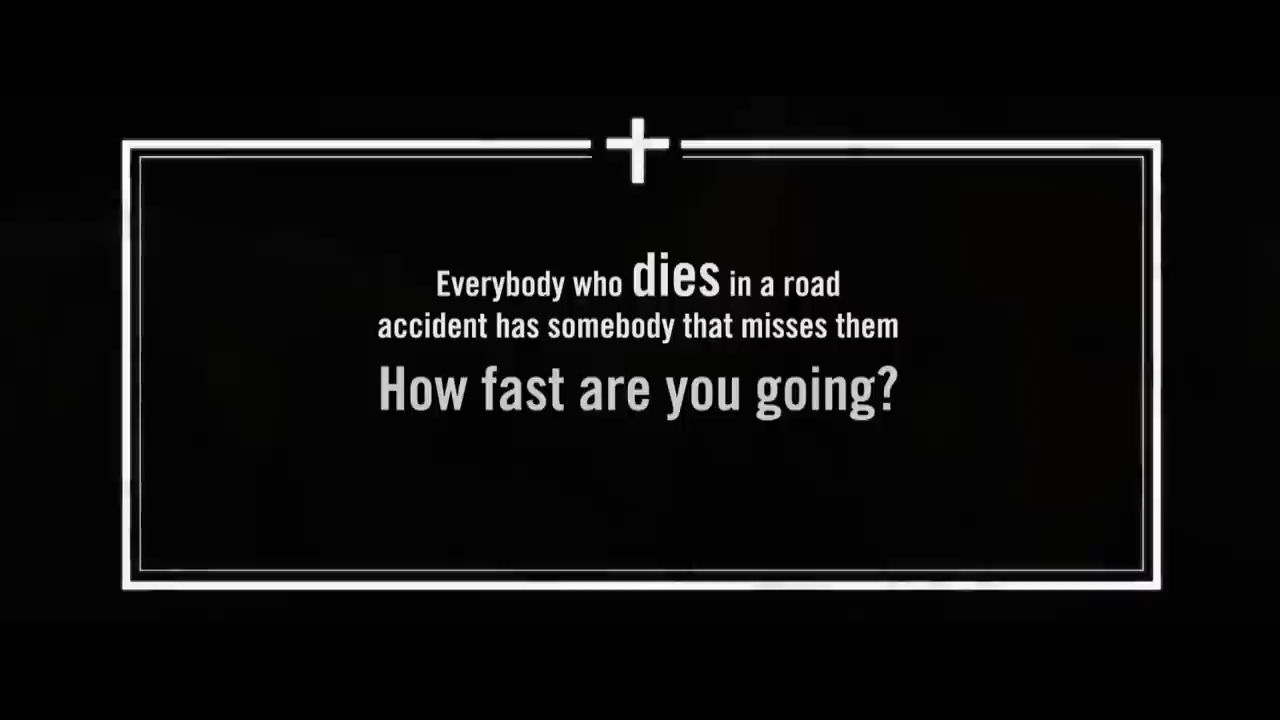 Everybody who dies in a road
accident has somebody that misses them
How fast are you going?